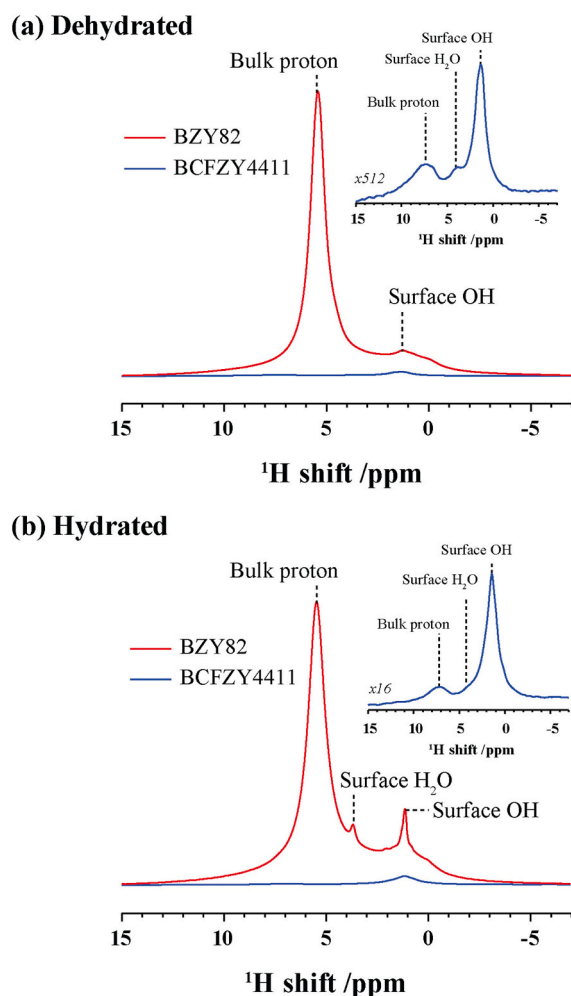 (a) Dehydrated
Bulk proton
BZY82
BCFZY4411
Surface OH
Surface OH
Surface H₂O
Bulk proton
x512
15 10 5 0 -5
¹H shift /ppm
15 10 5 0 -5
¹H shift /ppm
(b) Hydrated
Bulk proton
BZY82
BCFZY4411
Surface H₂O
Surface OH
Surface OH
Surface H₂O
Bulk proton
x16
15 10 5 0 -5
¹H shift /ppm
15 10 5 0 -5
¹H shift /ppm